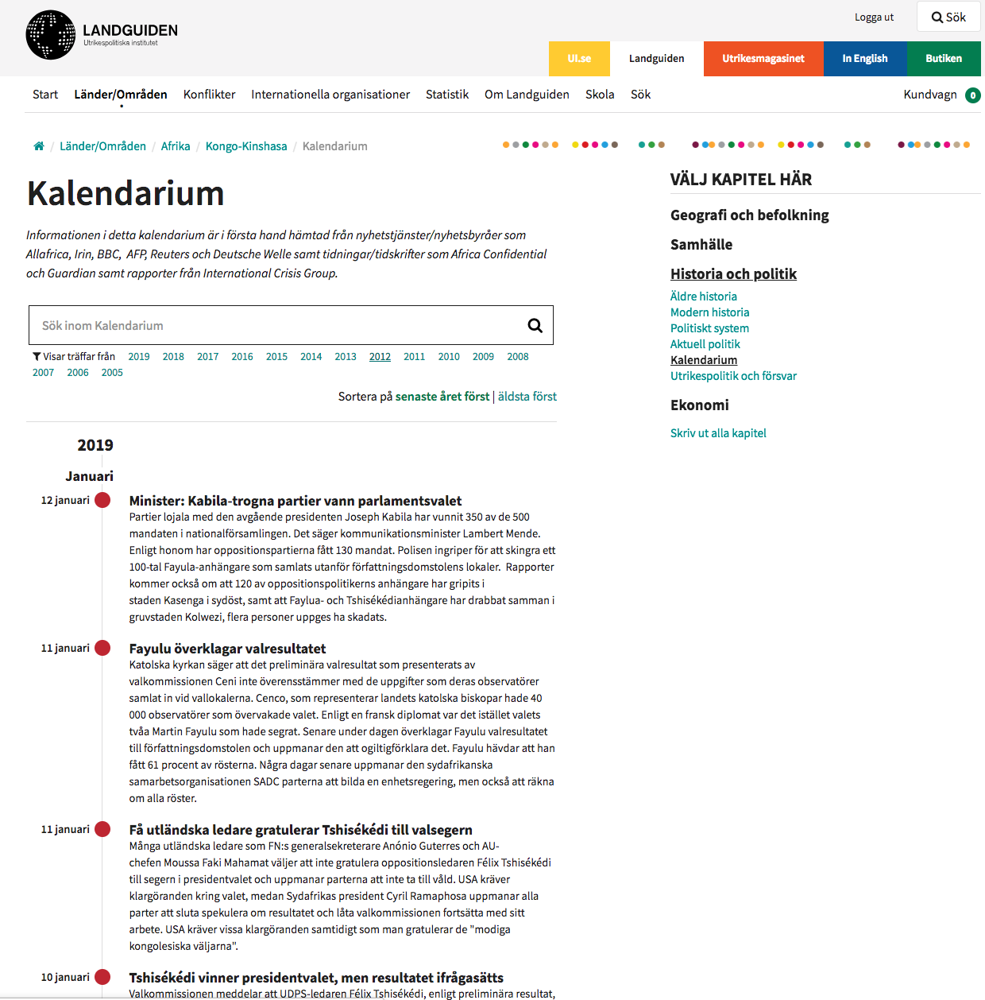 LANDGUIDEN
Utrikespolitiska institutet
Logga ut
Sök
UI.se
Landguiden
Utrikesmagasinet
In English
Butiken
Start Länder/Områden Konflikter Internationella organisationer Statistik Om Landguiden Skola Sök
Kundvagn 0
/ Länder/Områden / Afrika / Kongo-Kinshasa / Kalendarium
Kalendarium
Informationen i detta kalendarium är i första hand hämtad från nyhetstjänster/nyhetsbyråer som
Allafrica, Irin, BBC, AFP, Reuters och Deutsche Welle samt tidningar/tidskrifter som Africa Confidential
och Guardian samt rapporter från International Crisis Group.
Sök inom Kalendarium
Visar träffar från 2019 2018 2017 2016 2015 2014 2013 2012 2011 2010 2009 2008
2007 2006 2005
Sortera på senaste året först | äldsta först
2019
Januari
12 januari
Minister: Kabila-trogna partier vann parlamentsvalet
Partier lojala med den avgående presidenten Joseph Kabila har vunnit 350 av de 500
mandaten i nationalförsamlingen. Det säger kommunikationsminister Lambert Mende.
Enligt honom har oppositionspartierna fått 130 mandat. Polisen ingriper för att skingra ett
100-tal Fayula-anhängare som samlats utanför författningsdomstolens lokaler. Rapporter
kommer också om att 120 av oppositionspolitikerns anhängare har gripits i
staden Kasenga i sydöst, samt att Faylua- och Tshisékédianhängare har drabbat samman i
gruvstaden Kolwezi, flera personer uppges ha skadats.
11 januari
Fayulu överklagar valresultatet
Katolska kyrkan säger att det preliminära valresultat som presenterats av
valkommissionen Ceni inte överensstämmer med de uppgifter som deras observatörer
samlat in vid vallokalerna. Cenco, som representerar landets katolska biskopar hade 40
000 observatörer som övervakade valet. Enligt en fransk diplomat var det istället valets
tvåa Martin Fayulu som hade segrat. Senare under dagen överklagar Fayulu valresultatet
till författningsdomstolen och uppmanar den att ogiltigförklara det. Fayulu hävdar att han
fått 61 procent av rösterna. Några dagar senare uppmanar den sydafrikanska
samarbetsorganisationen SADC parterna att bilda en enhetsregering, men också att räkna
om alla röster.
11 januari
Få utländska ledare gratulerar Tshisékédi till valsegern
Många utländska ledare som FN:s generalsekreterare Anónio Guterres och AU-
chefen Moussa Faki Mahamat väljer att inte gratulera oppositionsledaren Félix Tshisékédi
till segern i presidentvalet och uppmanar parterna att inte ta till våld. USA kräver
klargöranden kring valet, medan Sydafrikas president Cyril Ramaphosa uppmanar alla
parter att sluta spekulera om resultatet och låta valkommissionen fortsätta med sitt
arbete. USA kräver vissa klargöranden samtidigt som man gratulerar de "modiga
kongolesiska väljarna".
10 januari
Tshisékédi vinner presidentvalet, men resultatet ifrågasätts
Valkommissionen meddelar att UDPS-ledaren Félix Tshisékédi, enligt preliminära resultat,
VÄLJ KAPITEL HÄR
Geografi och befolkning
Samhälle
Historia och politik
Äldre historia
Modern historia
Politiskt system
Aktuell politik
Kalendarium
Utrikespolitik och försvar
Ekonomi
Skriv ut alla kapitel